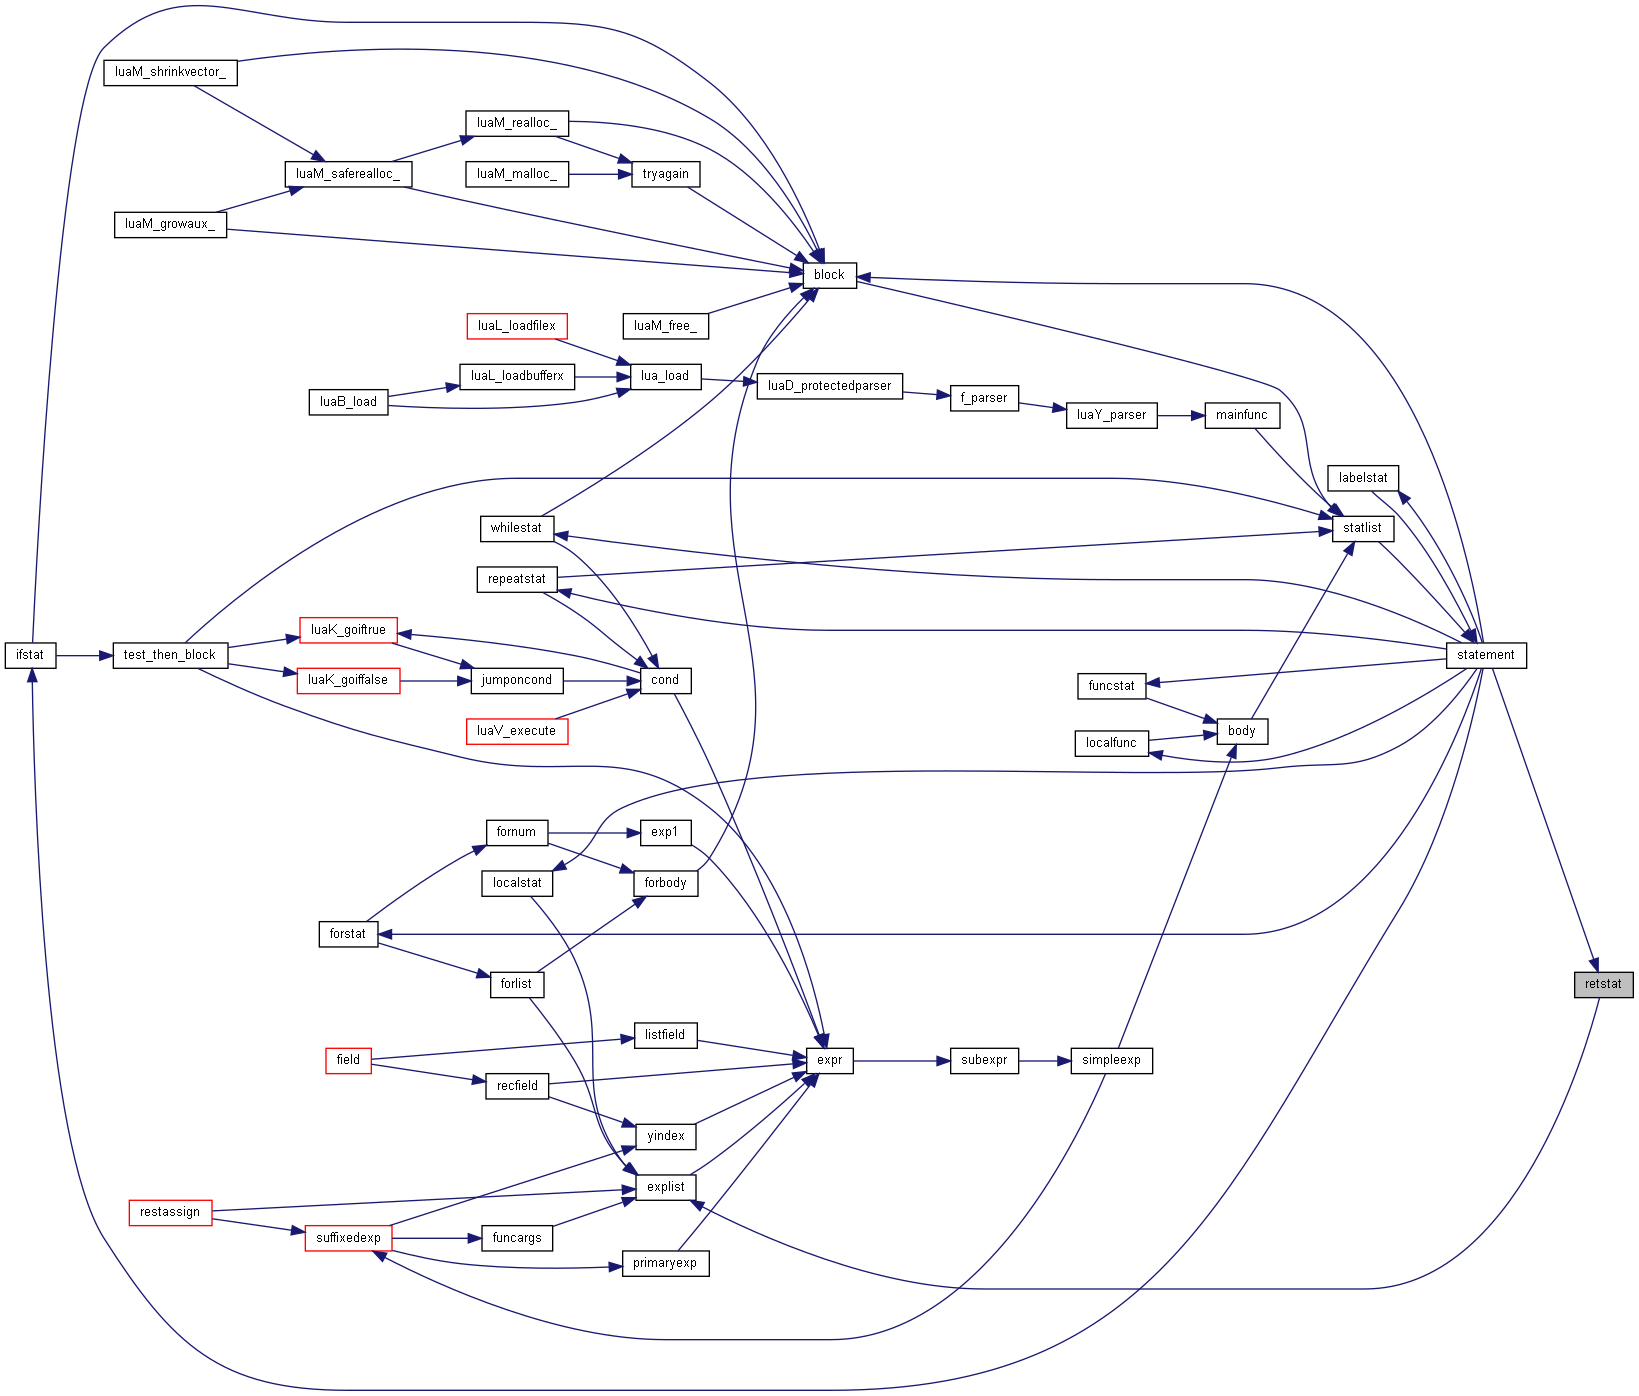 luaM_shrinkvector_
luaM_realloc_
luaM_saferealloc_
luaM_malloc_
tryagain
luaM_growaux_
block
luaL_loadfilex
luaM_free_
luaL_loadbufferx
lua_load
luaD_protectedparser
luaB_load
f_parser
luaY_parser
mainfunc
labelstat
whilestat
statlist
repeatstat
luaK_goiftrue
ifstat
test_then_block
statement
luaK_goiffalse
jumponcond
cond
funcstat
luaV_execute
body
localfunc
fornum
exp1
localstat
forbody
forstat
forlist
retstat
listfield
field
expr
subexpr
simpleexp
recfield
yindex
explist
restassign
suffixedexp
funcargs
primaryexp